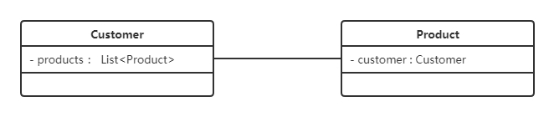 Customer
- products : List<Product>
Product
- customer : Customer